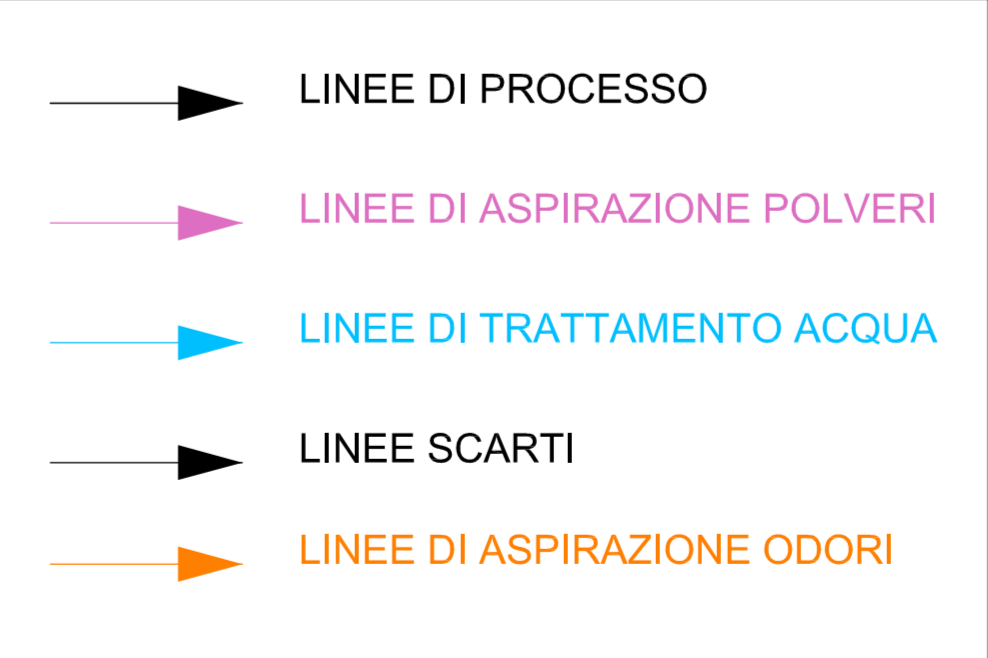 LINEE DI PROCESSO
LINEE DI ASPIRAZIONE POLVERI
LINEE DI TRATTAMENTO ACQUA
LINEE SCARTI
LINEE DI ASPIRAZIONE ODORI